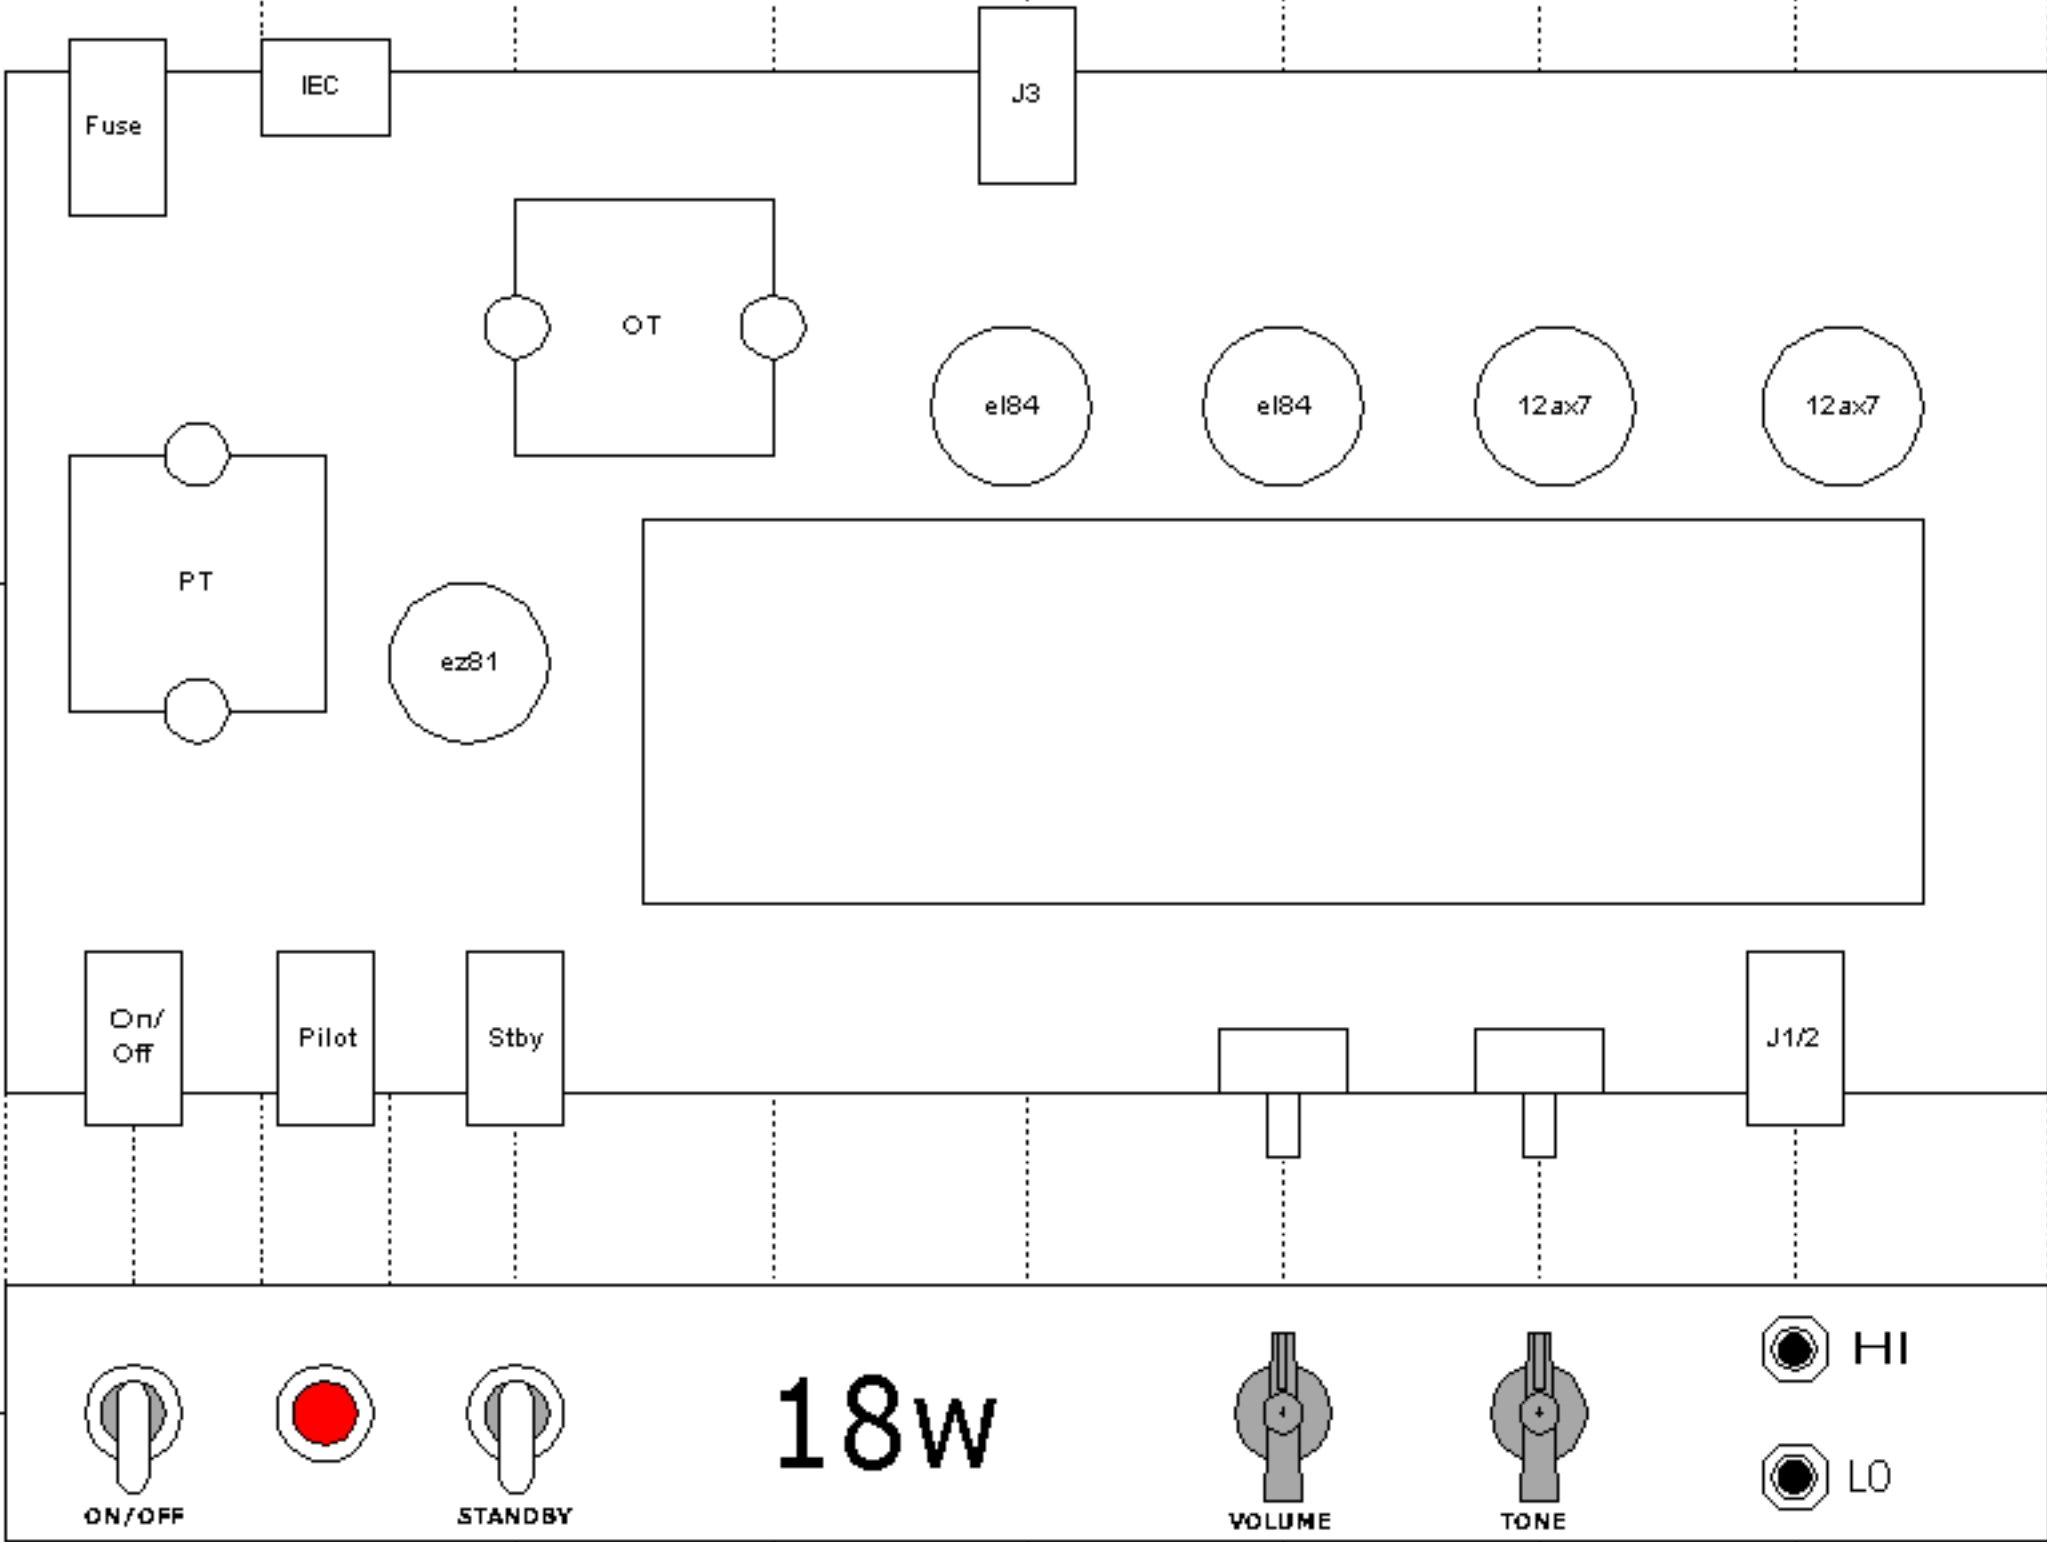 IEC
J3
Fuse
OT
el84
el84
12ax7
12ax7
PT
ez81
On/
Off
Pilot
Stby
J1/2
18w
HI
LO
ON/OFF
STANDBY
VOLUME
TONE